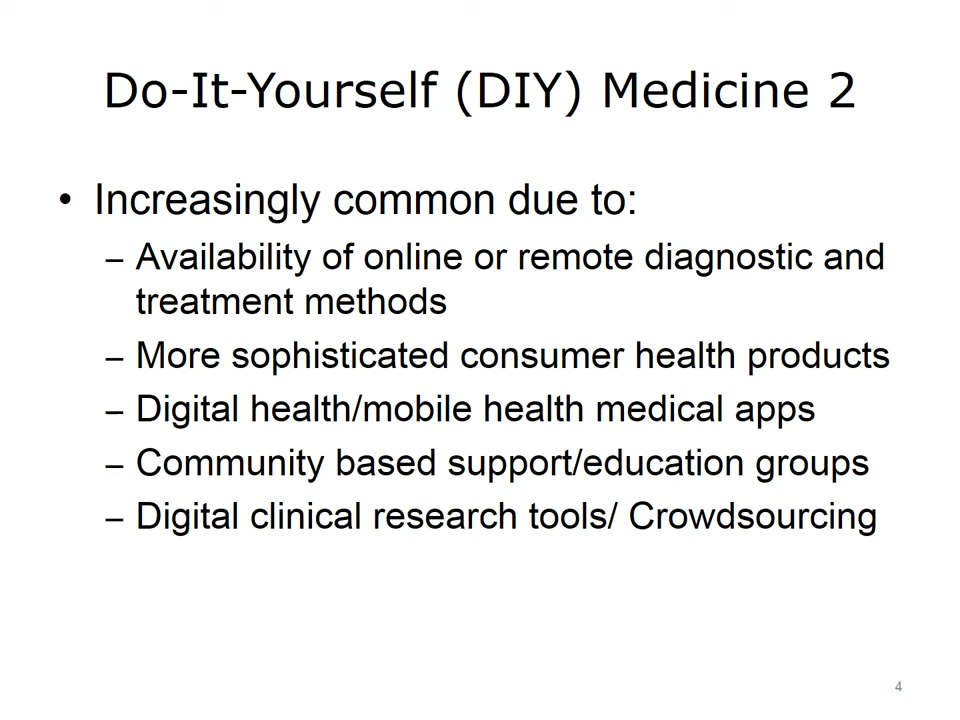 Do-It-Yourself (DIY) Medicine 2
• Increasingly common due to:
– Availability of online or remote diagnostic and
treatment methods
– More sophisticated consumer health products
– Digital health/mobile health medical apps
– Community based support/education groups
– Digital clinical research tools/ Crowdsourcing
4